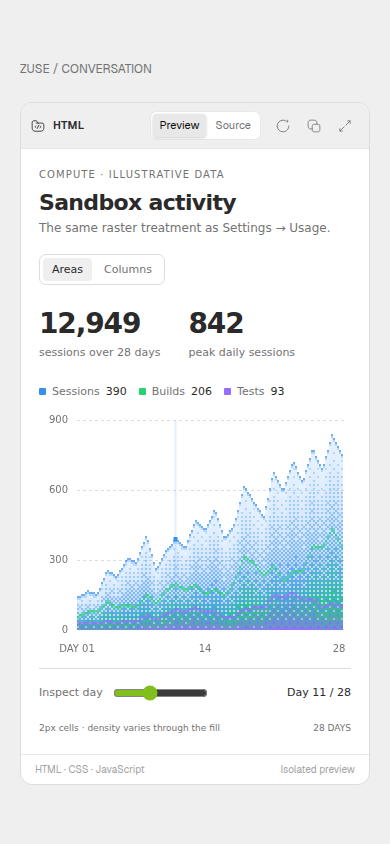 ZUSE / CONVERSATION
HTML Preview Source
COMPUTE · ILLUSTRATIVE DATA
Sandbox activity
The same raster treatment as Settings → Usage.
Areas Columns
12,949 842
sessions over 28 days peak daily sessions
Sessions 390 Builds 206 Tests 93
900
600
300
0
DAY 01 14 28
Inspect day Day 11 / 28
2px cells · density varies through the fill 28 DAYS
HTML · CSS · JavaScript Isolated preview